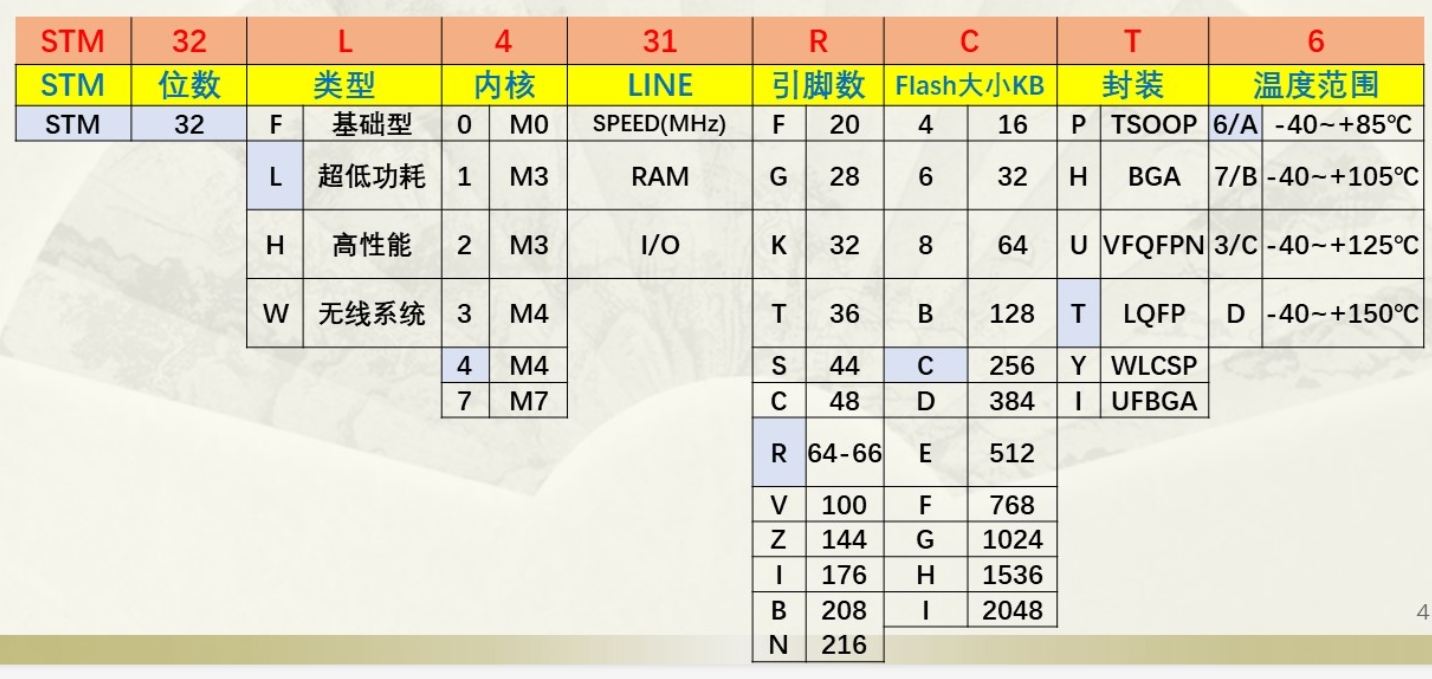 STM 32 L 4 31 R C T 6
STM 位数 类型 内核 LINE 引脚数 Flash大小KB 封装 温度范围
STM 32 F 基础型 0 M0 SPEED(MHz) F 20 4 16 P TSOOP 6/A -40~+85℃
L 超低功耗 1 M3 RAM G 28 6 32 H BGA 7/B -40~+105℃
H 高性能 2 M3 I/O K 32 8 64 U VFQFPN 3/C -40~+125℃
W 无线系统 3 M4 T 36 B 128 T LQFP D -40~+150℃
4 M4 S 44 C 256 Y WLCSP
7 M7 C 48 D 384 I UFBGA
R 64-66 E 512
V 100 F 768
Z 144 G 1024
I 176 H 1536
B 208 I 2048
4
N 216